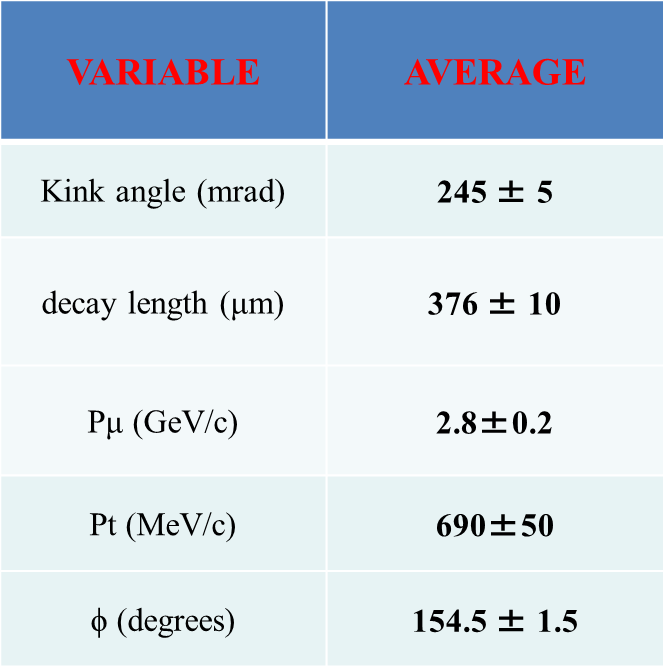 VARIABLE AVERAGE
Kink angle (mrad) 245 ± 5
decay length (μm) 376 ± 10
Pμ (GeV/c) 2.8±0.2
Pt (MeV/c) 690±50
ϕ (degrees) 154.5 ± 1.5